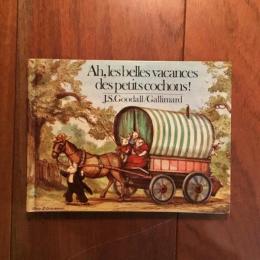 Ah, les belles vacances
des petits cochons!
J.S. Goodall/Gallimard